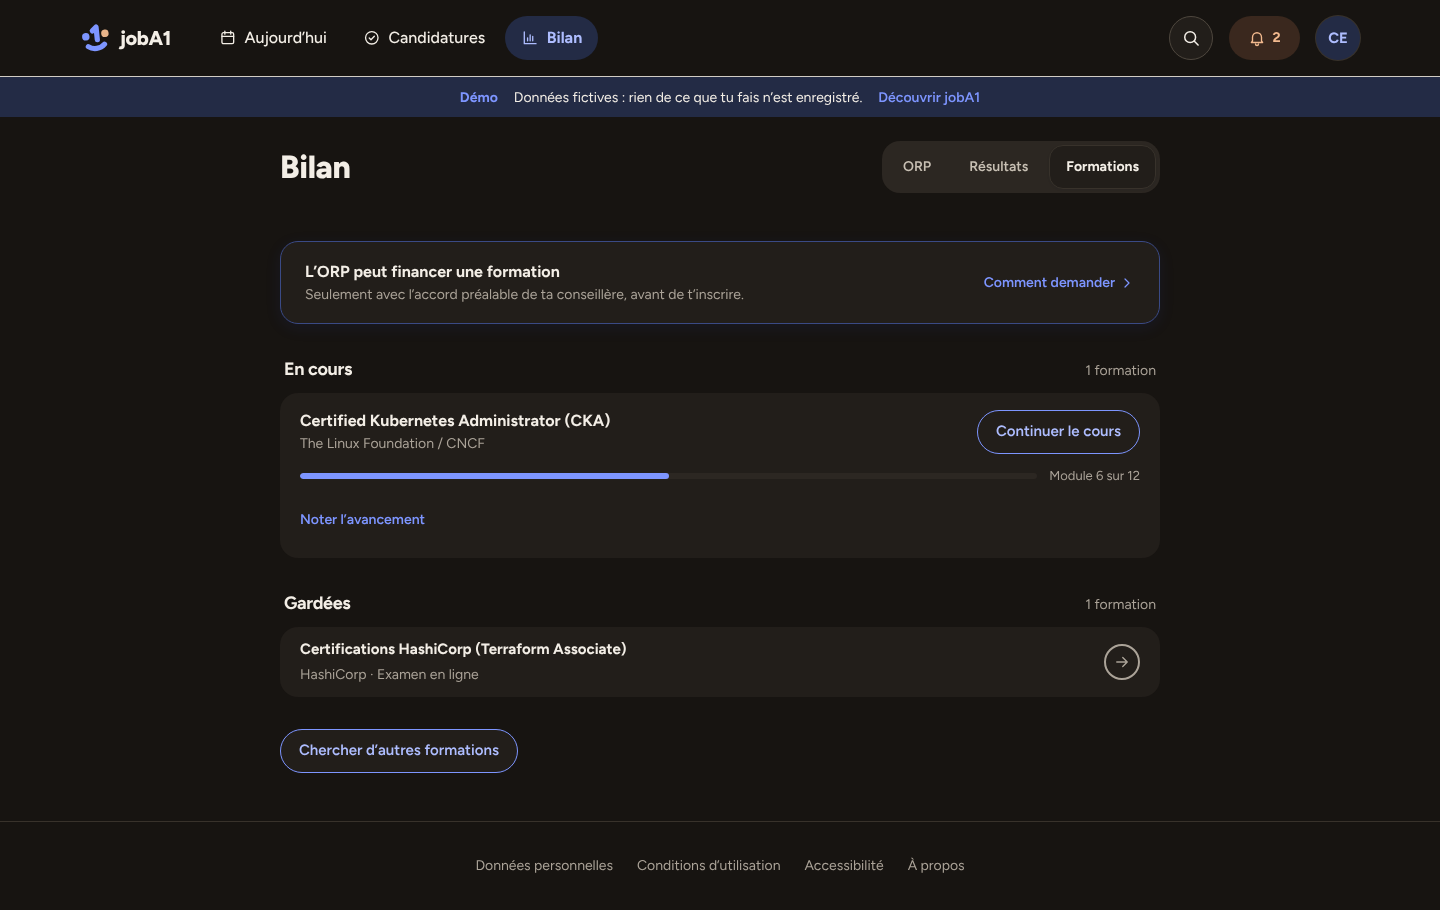 jobA1
Aujourd’hui
Candidatures
Bilan
2
CE
Démo Données fictives : rien de ce que tu fais n’est enregistré. Découvrir jobA1
Bilan
ORP
Résultats
Formations
L’ORP peut financer une formation
Seulement avec l’accord préalable de ta conseillère, avant de t’inscrire.
Comment demander
En cours
1 formation
Certified Kubernetes Administrator (CKA)
The Linux Foundation / CNCF
Continuer le cours
Module 6 sur 12
Noter l’avancement
Gardées
1 formation
Certifications HashiCorp (Terraform Associate)
HashiCorp · Examen en ligne
Chercher d’autres formations
Données personnelles
Conditions d’utilisation
Accessibilité
À propos